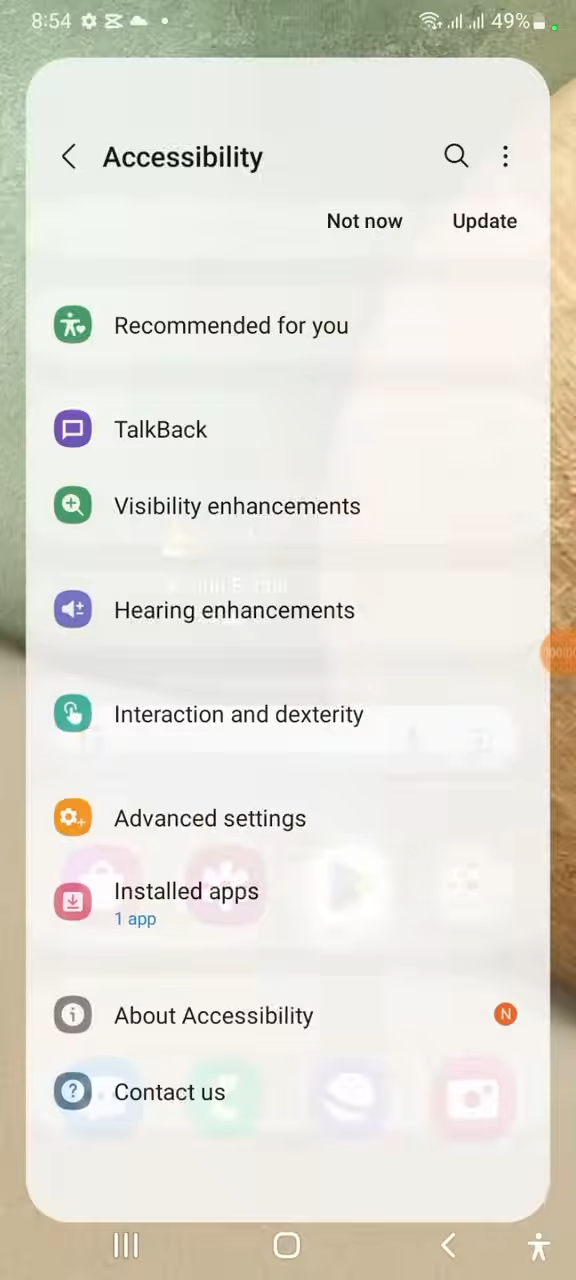 8:54
49%
Accessibility
Not now
Update
Recommended for you
TalkBack
Visibility enhancements
Hearing enhancements
Interaction and dexterity
Advanced settings
Installed apps
1 app
About Accessibility
N
Contact us